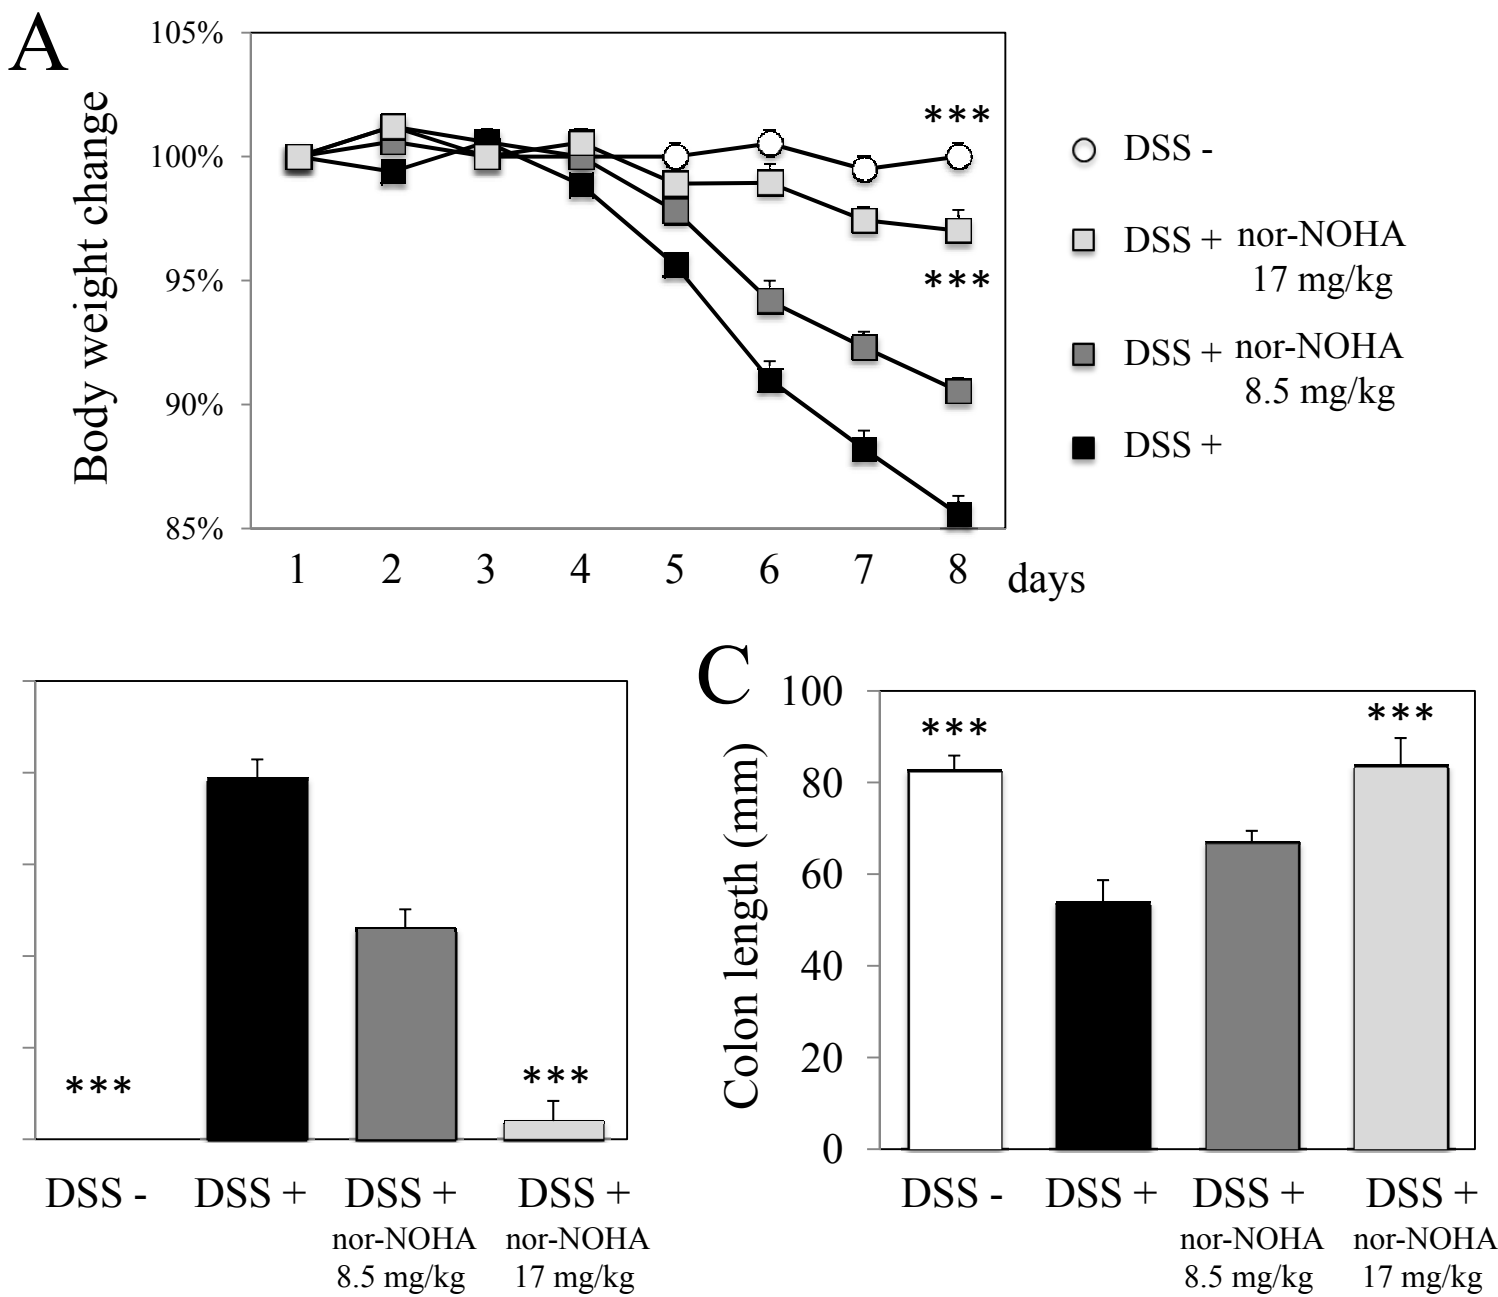 A
105%
100%
95%
90%
85%
Body weight change
***
***
1 2 3 4 5 6 7 8 days
DSS -
DSS + nor-NOHA
17 mg/kg
DSS + nor-NOHA
8.5 mg/kg
DSS +
***
***
DSS - DSS + DSS + DSS +
nor-NOHA nor-NOHA
8.5 mg/kg 17 mg/kg
C
100
80
60
40
20
0
Colon length (mm)
***
***
DSS - DSS + DSS + DSS +
nor-NOHA nor-NOHA
8.5 mg/kg 17 mg/kg